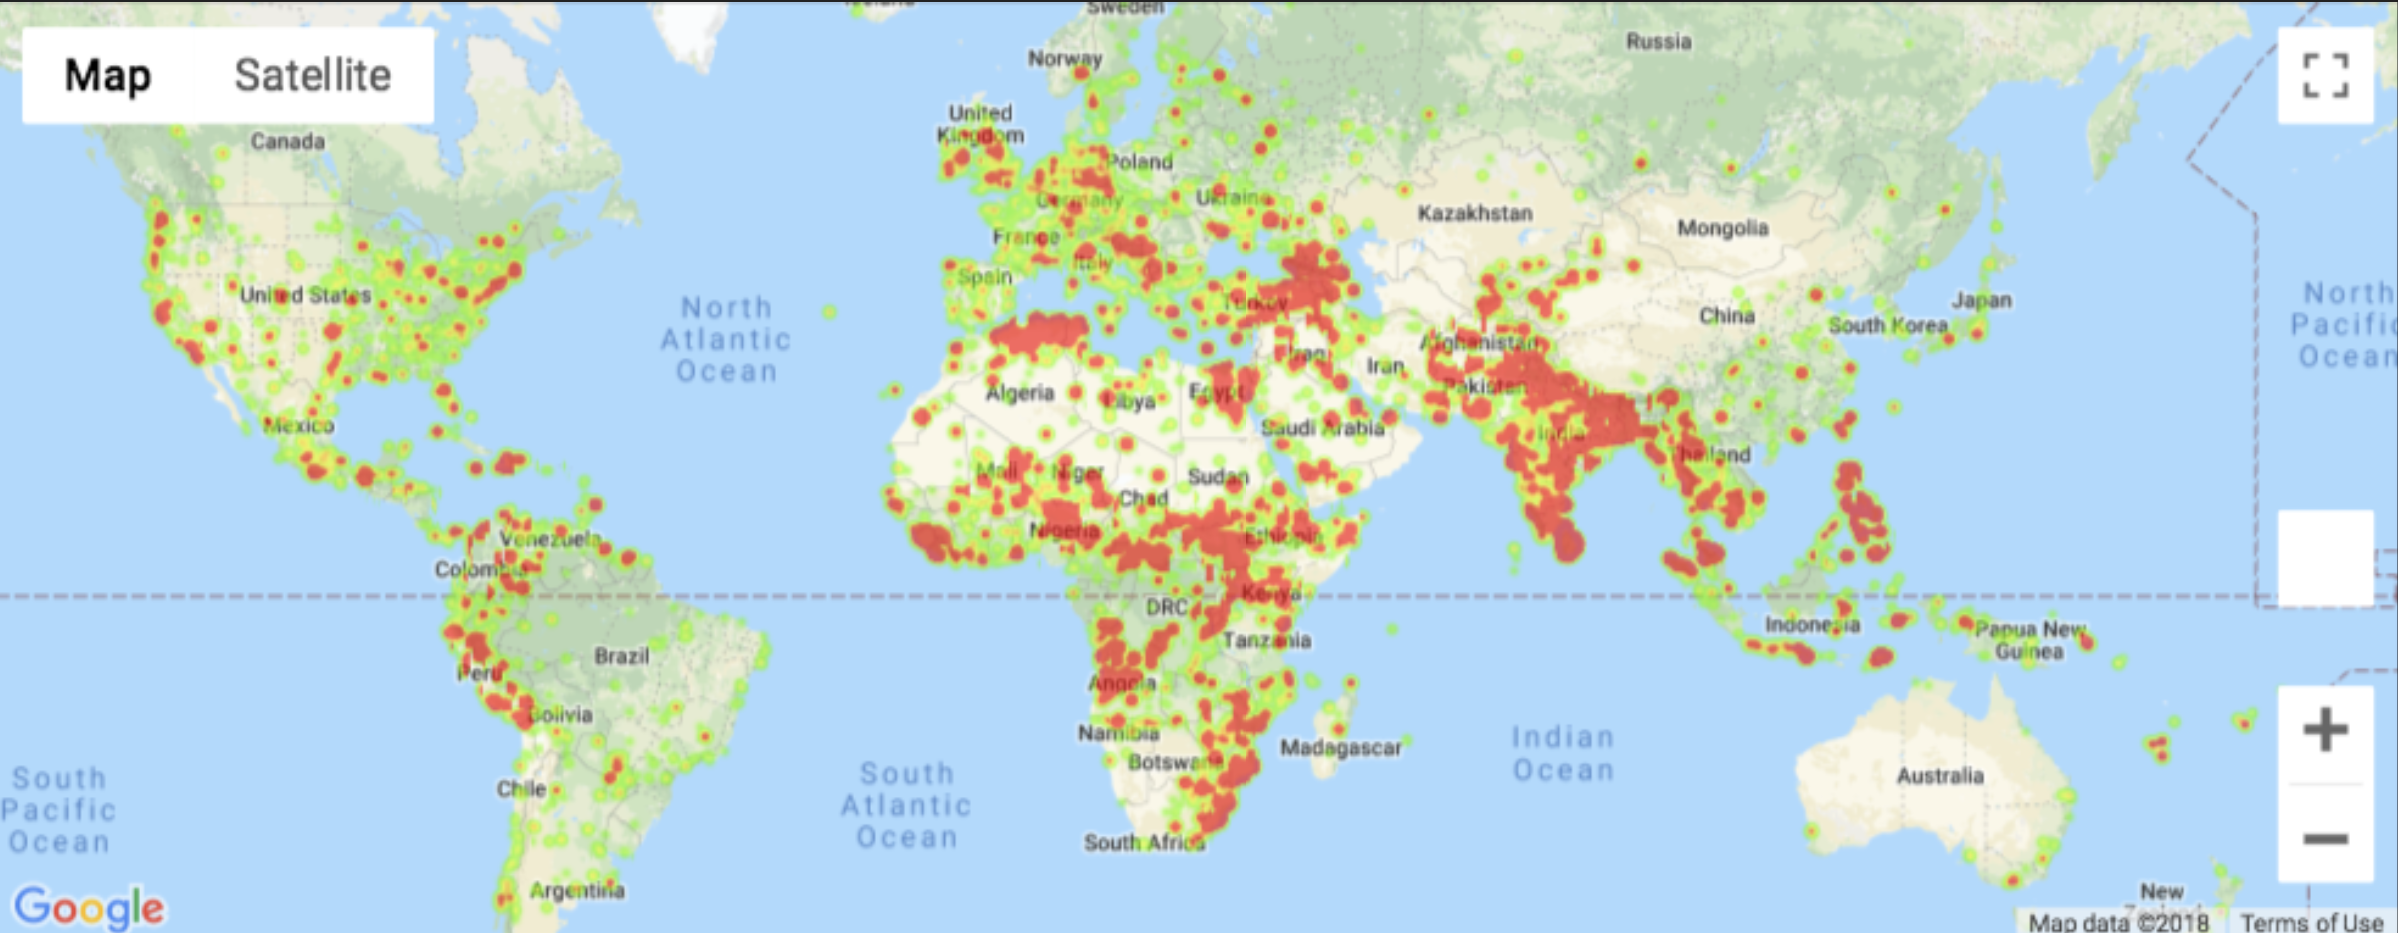 Sweden
Map
Satellite
Russia
Norway
United
Kingdom
Canada
Poland
Germany
Ukraine
Kazakhstan
Mongolia
France
Italy
Spain
United States
North
Atlantic
Ocean
Turkey
China
Japan
South Korea
North
Pacific
Ocean
Afghanistan
Iraq
Iran
Pakistan
Algeria
Libya
Egypt
Saudi Arabia
India
Mexico
Thailand
Mali
Niger
Sudan
Chad
Nigeria
Ethiopia
Venezuela
Colombia
Kenya
DRC
Tanzania
Indonesia
Papua New
Guinea
Brazil
Peru
Angola
Bolivia
Namibia
Madagascar
Botswana
Indian
Ocean
Chile
South
Pacific
Ocean
South
Atlantic
Ocean
Australia
South Africa
Argentina
New
Zealand
Google
Map data ©2018
Terms of Use